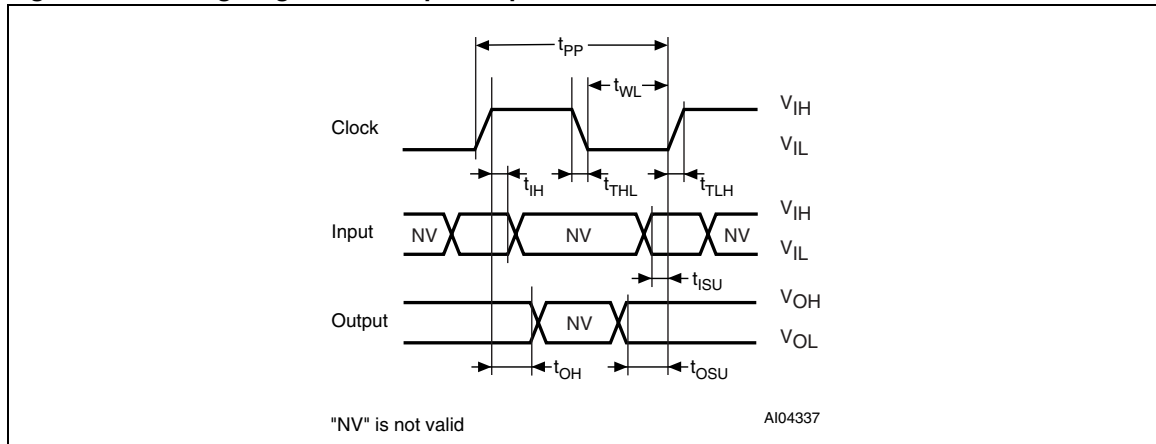 tPP
tWL
Clock
VIH
VIL
tIH
tTHL
tTLH
Input
NV
NV
NV
VIH
VIL
tISU
Output
NV
VOH
VOL
tOH
tOSU
"NV" is not valid
AI04337